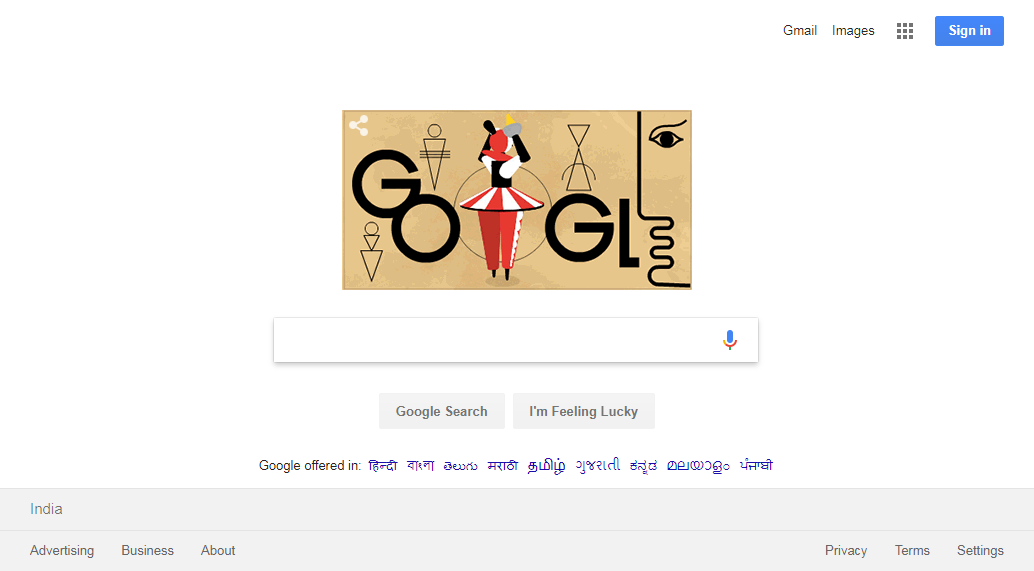 Gmail Images Sign in
GOOGLE
Google Search I'm Feeling Lucky
Google offered in: हिन्दी বাংলা తెలుగు मराठी தமிழ் ગુજરાતી ಕನ್ನಡ മലയാളം ਪੰਜਾਬੀ
India
Advertising Business About Privacy Terms Settings